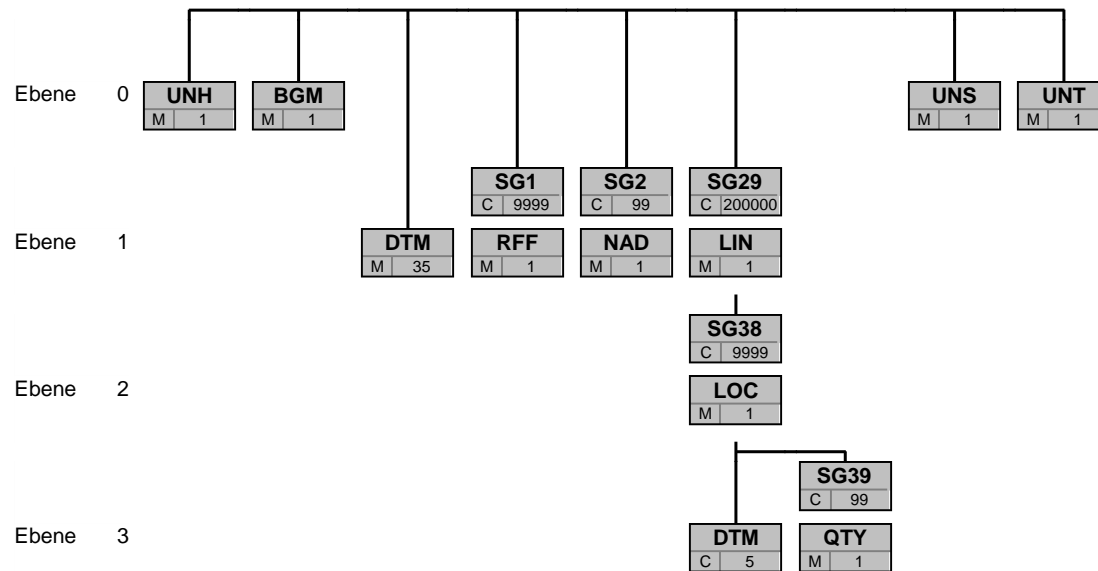 Ebene 0 UNH BGM UNS UNT
M 1 M 1 M 1 M 1
SG1 SG2 SG29
C 9999 C 99 C 200000
Ebene 1 DTM RFF NAD LIN
M 35 M 1 M 1 M 1
SG38
C 9999
Ebene 2 LOC
M 1
SG39
C 99
Ebene 3 DTM QTY
C 5 M 1